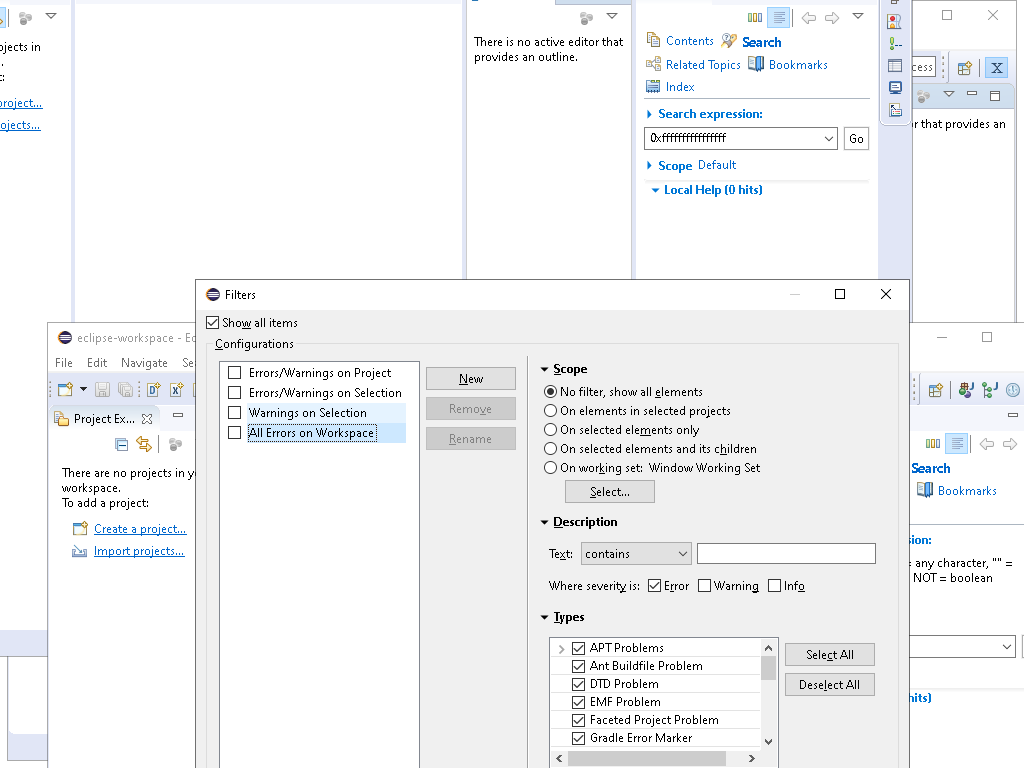 ojects in
project...
ojects...
There is no active editor that
provides an outline.
Contents
Search
Related Topics
Bookmarks
Index
Search expression:
0xffffffffffffffff
Go
Scope Default
Local Help (0 hits)
cess
or that provides an
eclipse-workspace - Ec
File Edit Navigate Se
Project Ex...
There are no projects in y
workspace.
To add a project:
Create a project...
Import projects...
Filters
Show all items
Configurations
Errors/Warnings on Project
Errors/Warnings on Selection
Warnings on Selection
All Errors on Workspace
New
Remove
Rename
Scope
No filter, show all elements
On elements in selected projects
On selected elements only
On selected elements and its children
On working set: Window Working Set
Select...
Description
Text: contains
Where severity is: Error Warning Info
Types
APT Problems
Ant Buildfile Problem
DTD Problem
EMF Problem
Faceted Project Problem
Gradle Error Marker
Select All
Deselect All
Search
Bookmarks
sion:
= any character, "" =
NOT = boolean
hits)